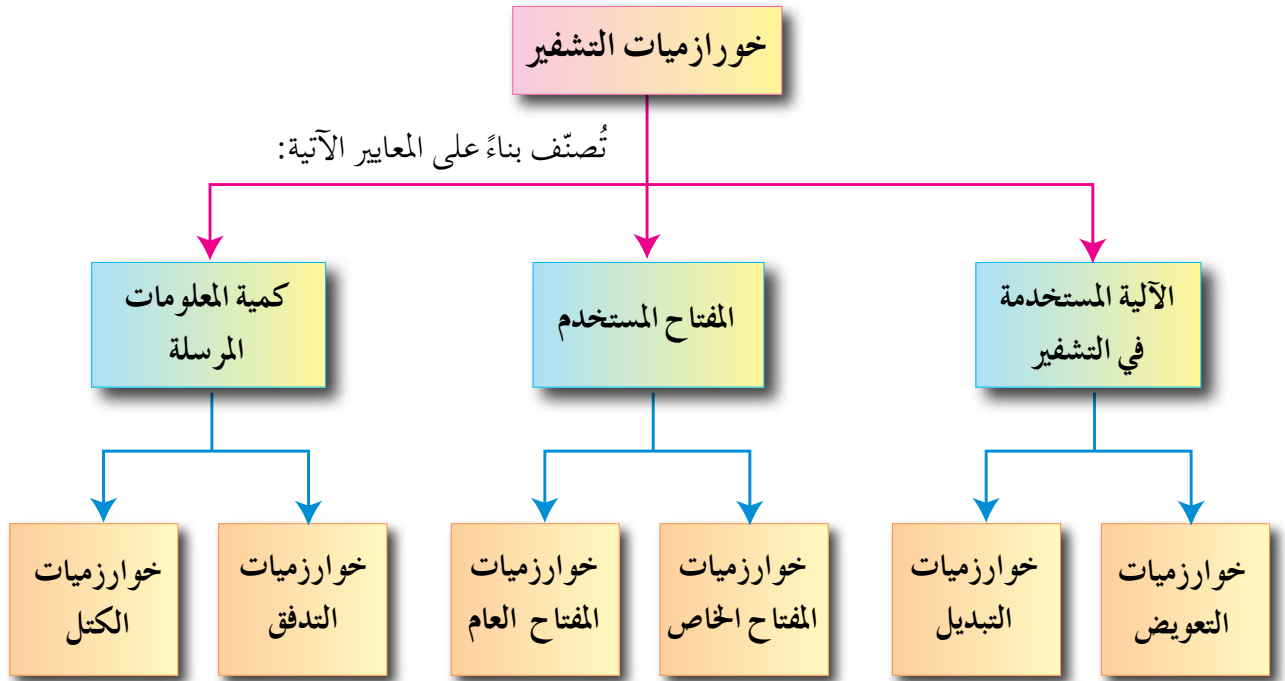 خورازميات التشفير
تُصنّف بناءً على المعايير الآتية:
الآلية المستخدمة
في التشفير
المفتاح المستخدم
كمية المعلومات
المرسلة
خوارزميات
التعويض
خوارزميات
التبديل
خوارزميات
المفتاح الخاص
خوارزميات
المفتاح العام
خوارزميات
التدفق
خوارزميات
الكتل